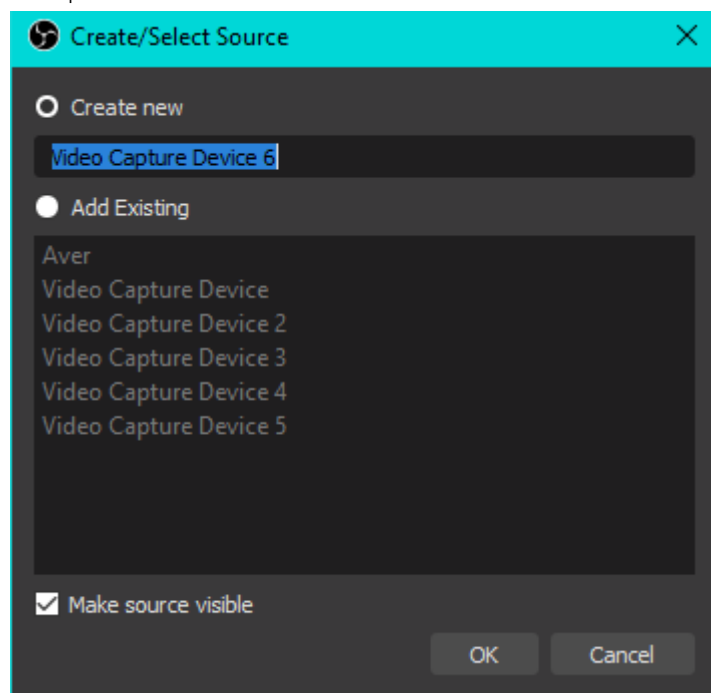 Create/Select Source
Create new
Video Capture Device 6
Add Existing
Aver
Video Capture Device
Video Capture Device 2
Video Capture Device 3
Video Capture Device 4
Video Capture Device 5
Make source visible
OK Cancel